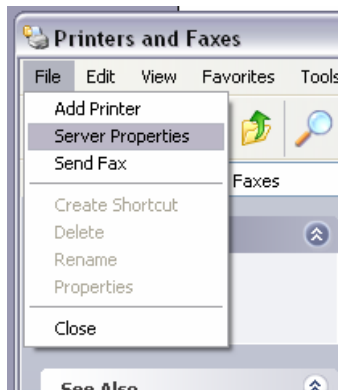 Printers and Faxes
File Edit View Favorites Tools
Add Printer
Server Properties
Send Fax
Faxes
Create Shortcut
Delete
Rename
Properties
Close
See Also